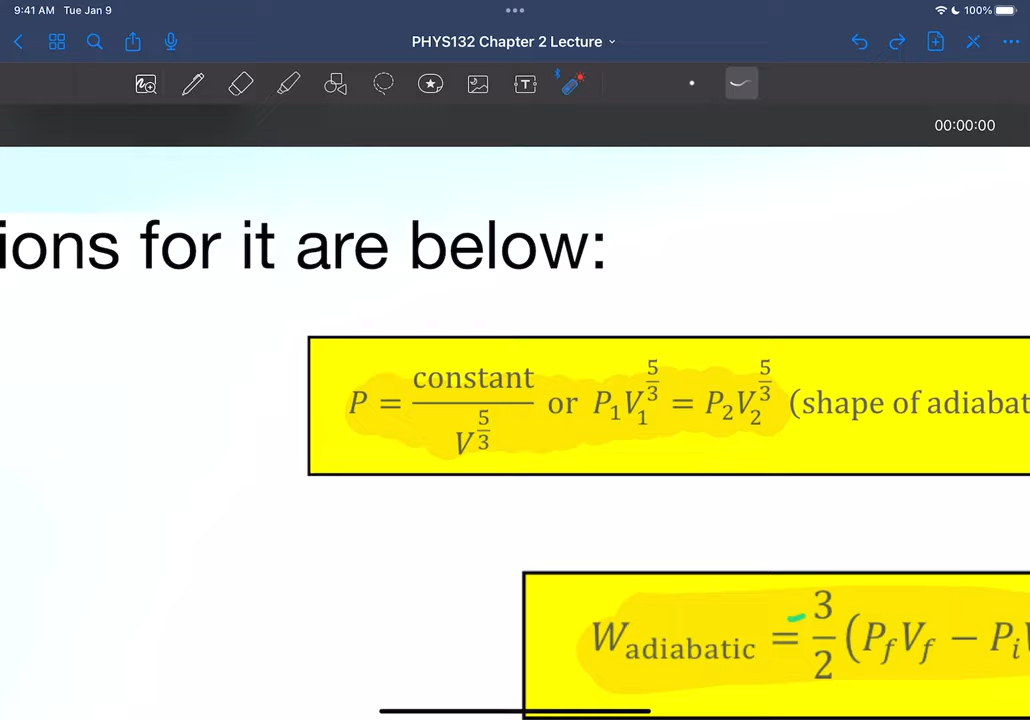 9:41 AM Tue Jan 9
100%
PHYS132 Chapter 2 Lecture
T
00:00:00
ions for it are below:
P = constant / V^(5/3) or P₁V₁^(5/3) = P₂V₂^(5/3) (shape of adiabat
W_adiabatic = 3/2 (P_f V_f − P_i V